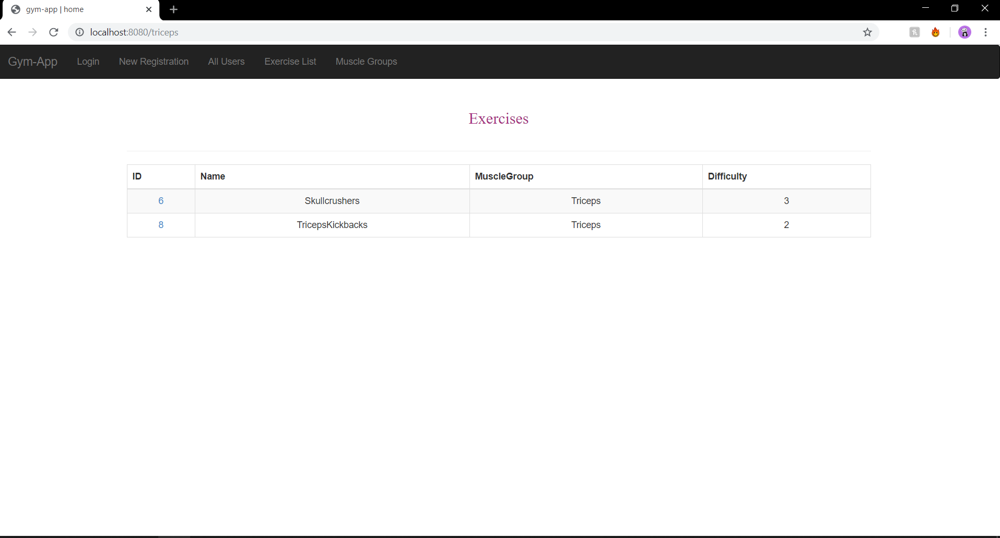 gym-app | home
localhost:8080/triceps
Gym-App Login New Registration All Users Exercise List Muscle Groups
Exercises
ID Name MuscleGroup Difficulty
6 Skullcrushers Triceps 3
8 TricepsKickbacks Triceps 2